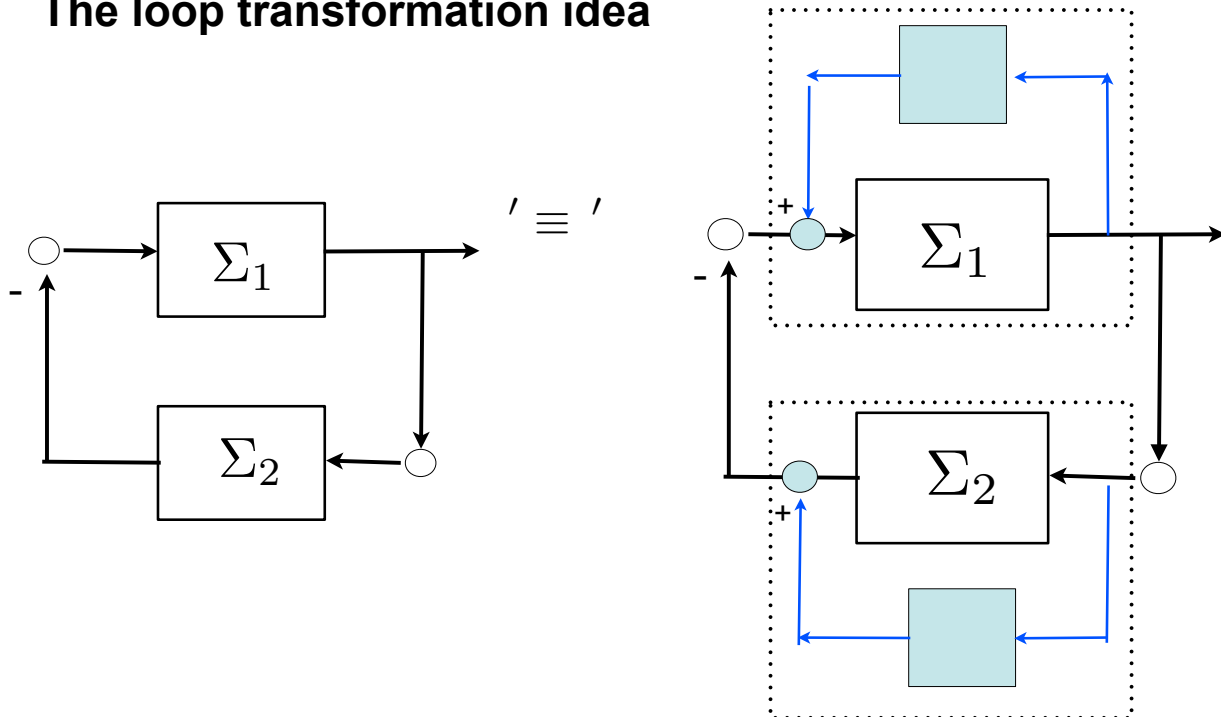 The loop transformation idea
Σ₁
-
Σ₂
′ ≡ ′
+
Σ₁
-
Σ₂
+